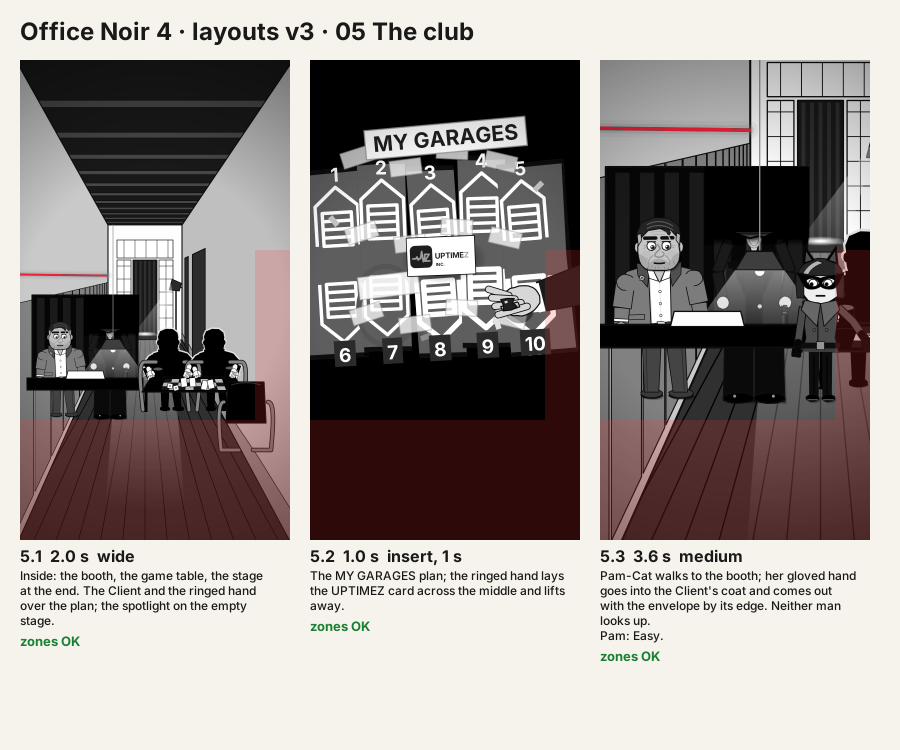 Office Noir 4 · layouts v3 · 05 The club
MY GARAGES
1 2 3 4 5
UPTIMEZ
INC.
6 7 8 9 10
5.1 2.0 s wide
Inside: the booth, the game table, the stage
at the end. The Client and the ringed hand
over the plan; the spotlight on the empty
stage.
zones OK
5.2 1.0 s insert, 1 s
The MY GARAGES plan; the ringed hand lays
the UPTIMEZ card across the middle and lifts
away.
zones OK
5.3 3.6 s medium
Pam-Cat walks to the booth; her gloved hand
goes into the Client's coat and comes out
with the envelope by its edge. Neither man
looks up.
Pam: Easy.
zones OK